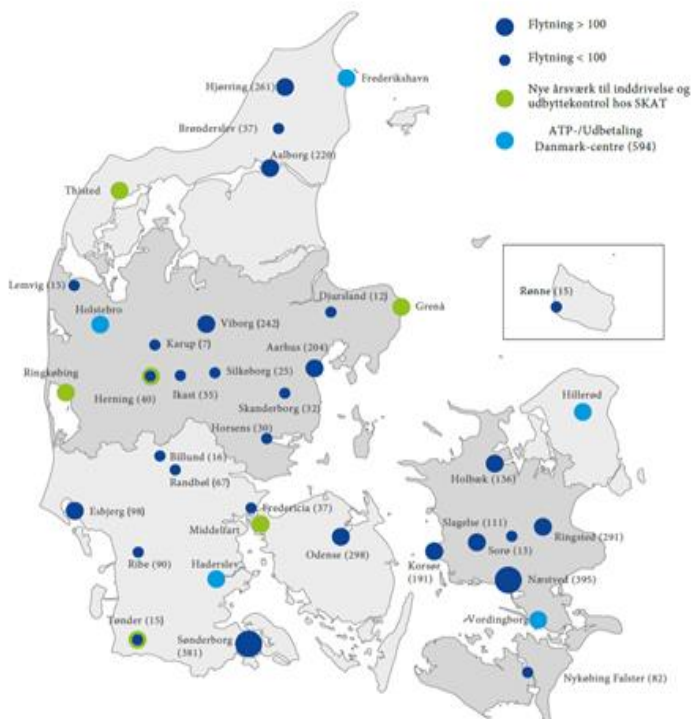 Flytning > 100
Flytning < 100
Nye årsværk til inddrivelse og
udbyttekontrol hos SKAT
ATP-/Udbetaling
Danmark-centre (594)
Frederikshavn
Hjørring (261)
Brønderslev (37)
Aalborg (220)
Thisted
Lemvig (15)
Holstebro
Viborg (242)
Djursland (12)
Grenå
Rønne (15)
Karup (7)
Aarhus (204)
Ringkøbing
Herning (40)
Ikast (35)
Silkeborg (25)
Skanderborg (32)
Horsens (30)
Hillerød
Billund (16)
Randbøl (67)
Holbæk (136)
Esbjerg (98)
Fredericia (37)
Middelfart
Odense (298)
Slagelse (111)
Sorø (13)
Ringsted (291)
Korsør
(191)
Ribe (90)
Haderslev
Næstved (395)
Tønder (15)
Sønderborg
(381)
Vordingborg
Nykøbing Falster (82)